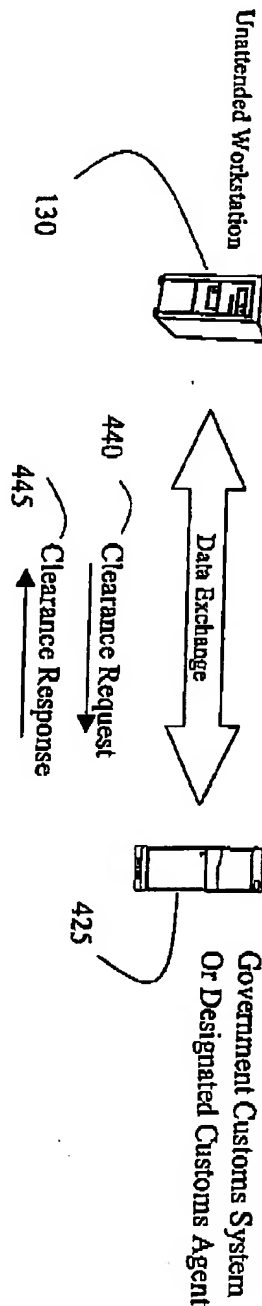 Unattended Workstation
130
Data Exchange
440
Clearance Request
445
Clearance Response
425
Government Customs System
Or Designated Customs Agent